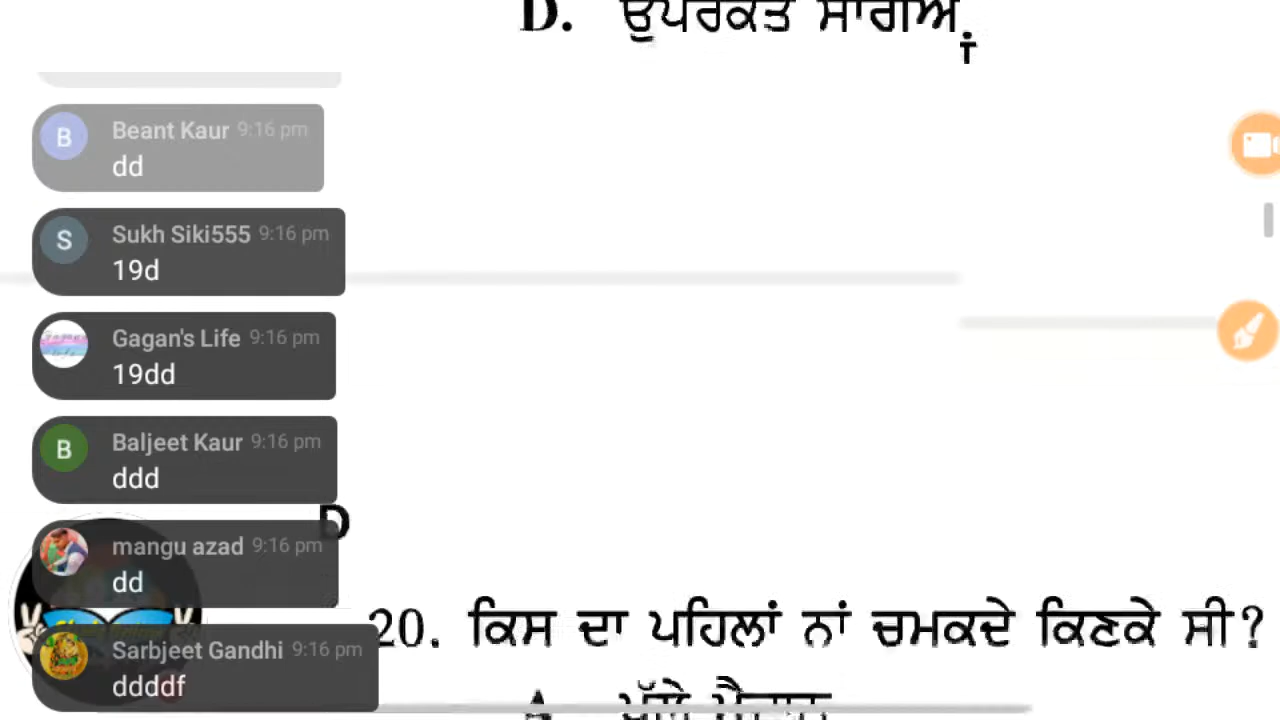 D. ਉਪਰੋਕਤ ਸਾਰੀਆਂ
Beant Kaur 9:16 pm
dd
Sukh Siki555 9:16 pm
19d
Gagan's Life 9:16 pm
19dd
Baljeet Kaur 9:16 pm
ddd
D
mangu azad 9:16 pm
dd
20. ਕਿਸ ਦਾ ਪਹਿਲਾਂ ਨਾਂ ਚਮਕਦੇ ਕਿਣਕੇ ਸੀ?
Sarbjeet Gandhi 9:16 pm
ddddf
A. ਖੁੱਲੇ ਮੈਦਾਨ